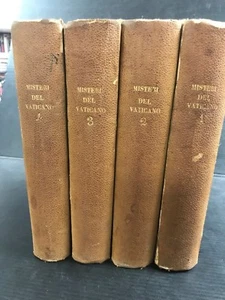 MISTERI
DEL
VATICANO
4
MISTERI
DEL
VATICANO
3
MISTERI
DEL
VATICANO
2
MISTERI
DEL
VATICANO
1